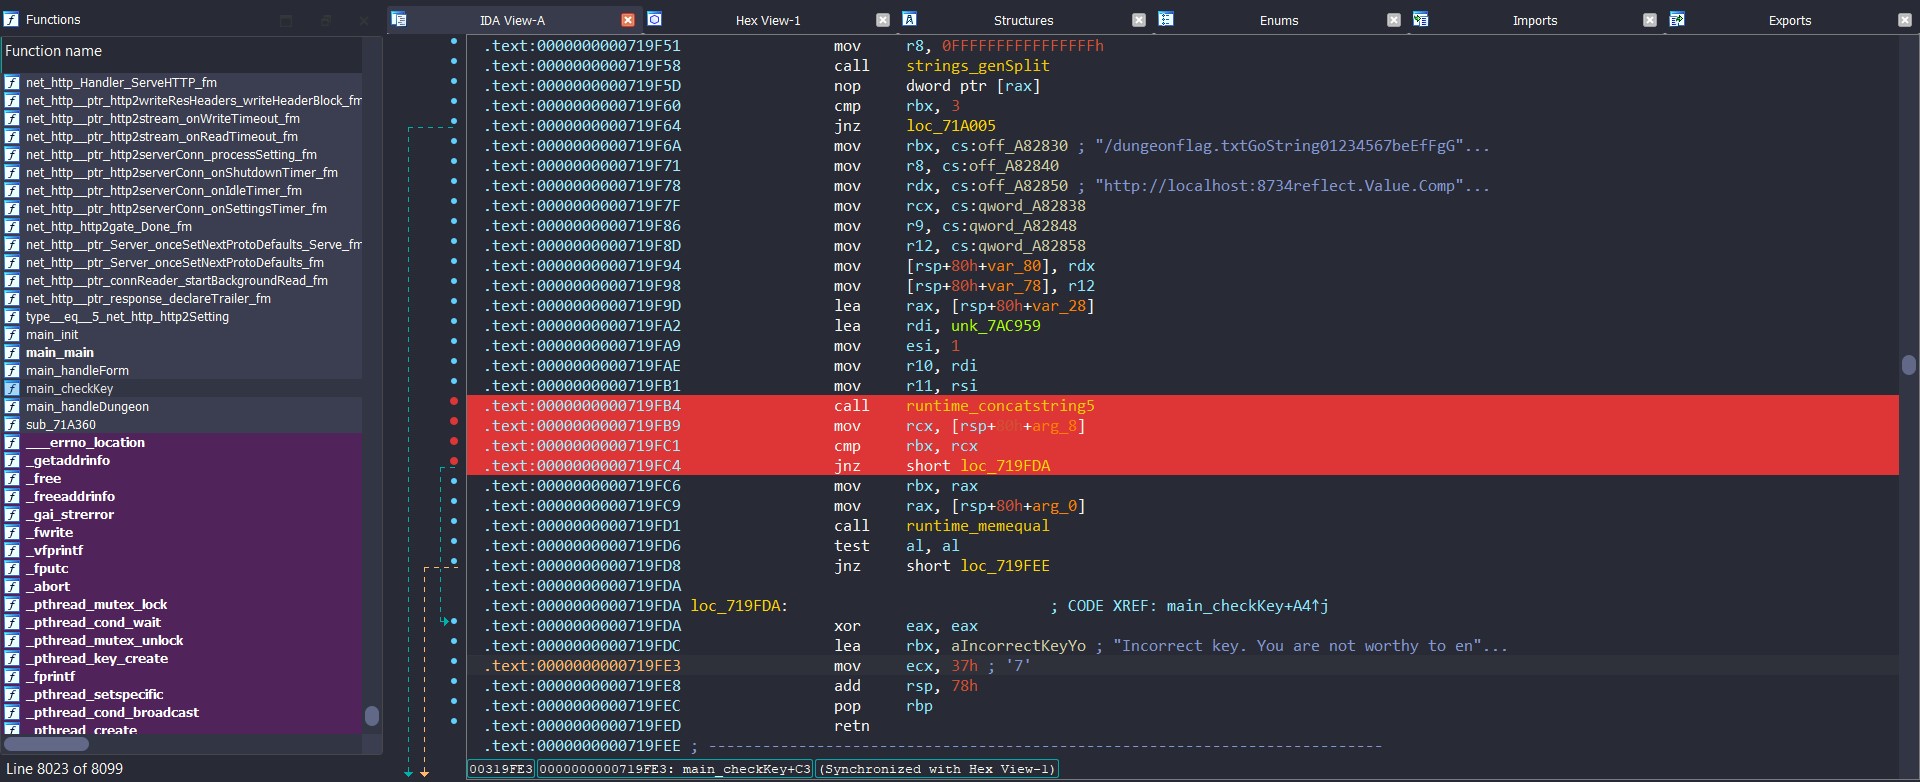 Functions
Function name
net_http_Handler_ServeHTTP_fm
net_http__ptr_http2writeResHeaders_writeHeaderBlock_fm
net_http__ptr_http2stream_onWriteTimeout_fm
net_http__ptr_http2stream_onReadTimeout_fm
net_http__ptr_http2serverConn_processSetting_fm
net_http__ptr_http2serverConn_onShutdownTimer_fm
net_http__ptr_http2serverConn_onIdleTimer_fm
net_http__ptr_http2serverConn_onSettingsTimer_fm
net_http_http2gate_Done_fm
net_http__ptr_Server_onceSetNextProtoDefaults_Serve_fm
net_http__ptr_Server_onceSetNextProtoDefaults_fm
net_http__ptr_connReader_startBackgroundRead_fm
net_http__ptr_response_declareTrailer_fm
type__eq__5_net_http_http2Setting
main_init
main_main
main_handleForm
main_checkKey
main_handleDungeon
sub_71A360
___errno_location
_getaddrinfo
_free
_freeaddrinfo
_gai_strerror
_fwrite
_vfprintf
_fputc
_abort
_pthread_mutex_lock
_pthread_cond_wait
_pthread_mutex_unlock
_pthread_key_create
_fprintf
_pthread_setspecific
_pthread_cond_broadcast
_pthread_create
Line 8023 of 8099
IDA View-A Hex View-1 Structures Enums Imports Exports
.text:0000000000719F51 mov r8, 0FFFFFFFFFFFFFFFFh
.text:0000000000719F58 call strings_genSplit
.text:0000000000719F5D nop dword ptr [rax]
.text:0000000000719F60 cmp rbx, 3
.text:0000000000719F64 jnz loc_71A005
.text:0000000000719F6A mov rbx, cs:off_A82830 ; "/dungeonflag.txtGoString01234567beEfFgG"...
.text:0000000000719F71 mov r8, cs:off_A82840
.text:0000000000719F78 mov rdx, cs:off_A82850 ; "http://localhost:8734reflect.Value.Comp"...
.text:0000000000719F7F mov rcx, cs:qword_A82838
.text:0000000000719F86 mov r9, cs:qword_A82848
.text:0000000000719F8D mov r12, cs:qword_A82858
.text:0000000000719F94 mov [rsp+80h+var_80], rdx
.text:0000000000719F98 mov [rsp+80h+var_78], r12
.text:0000000000719F9D lea rax, [rsp+80h+var_28]
.text:0000000000719FA2 lea rdi, unk_7AC959
.text:0000000000719FA9 mov esi, 1
.text:0000000000719FAE mov r10, rdi
.text:0000000000719FB1 mov r11, rsi
.text:0000000000719FB4 call runtime_concatstring5
.text:0000000000719FB9 mov rcx, [rsp+80h+arg_8]
.text:0000000000719FC1 cmp rbx, rcx
.text:0000000000719FC4 jnz short loc_719FDA
.text:0000000000719FC6 mov rbx, rax
.text:0000000000719FC9 mov rax, [rsp+80h+arg_0]
.text:0000000000719FD1 call runtime_memequal
.text:0000000000719FD6 test al, al
.text:0000000000719FD8 jnz short loc_719FEE
.text:0000000000719FDA
.text:0000000000719FDA loc_719FDA: ; CODE XREF: main_checkKey+A4↑j
.text:0000000000719FDA xor eax, eax
.text:0000000000719FDC lea rbx, aIncorrectKeyYo ; "Incorrect key. You are not worthy to en"...
.text:0000000000719FE3 mov ecx, 37h ; '7'
.text:0000000000719FE8 add rsp, 78h
.text:0000000000719FEC pop rbp
.text:0000000000719FED retn
.text:0000000000719FEE ; ---------------------------------------------------------------------------
00319FE3 0000000000719FE3: main_checkKey+C3 (Synchronized with Hex View-1)